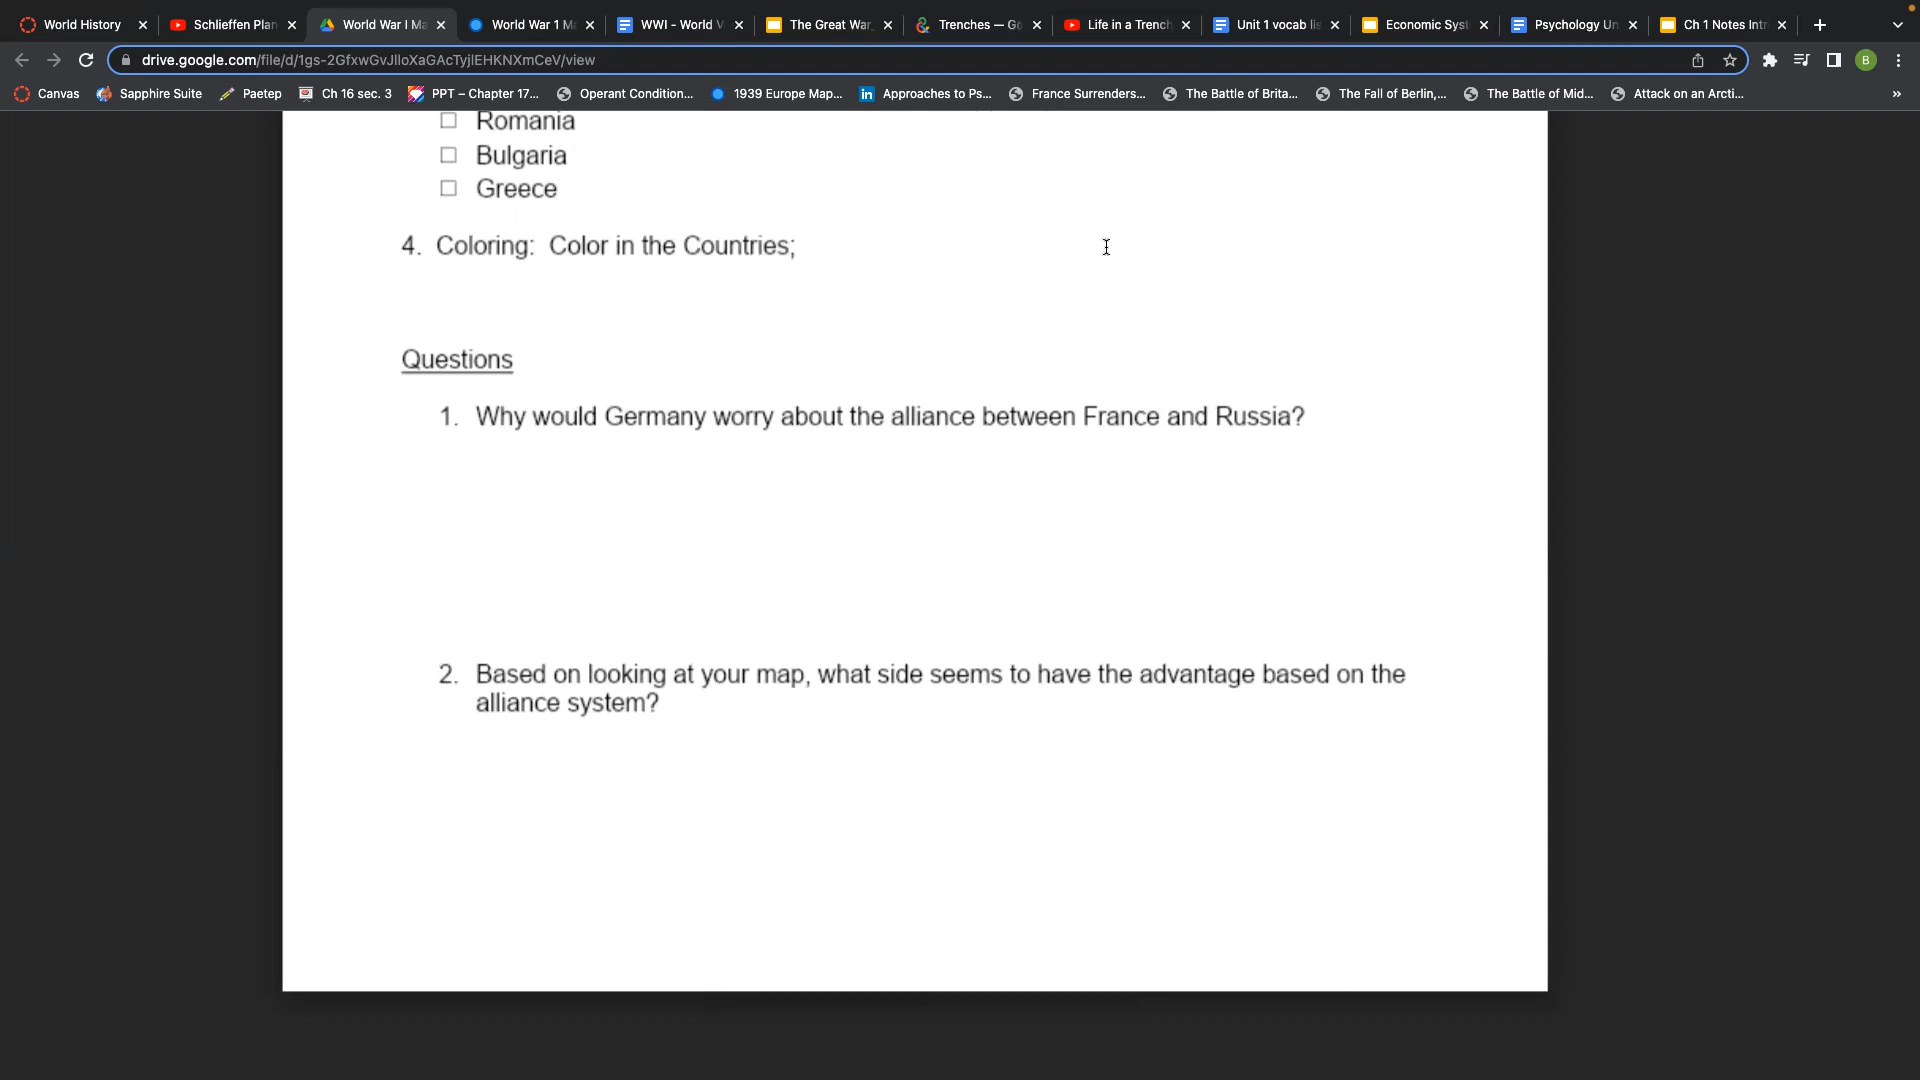 World History
Schlieffen Plan
World War I Ma
World War 1 Ma
WWI - World V
The Great War_
Trenches — Go
Life in a Trench
Unit 1 vocab lis
Economic Syst
Psychology Un
Ch 1 Notes Intr
drive.google.com/file/d/1gs-2GfxwGvJlloXaGAcTyjlEHKNXmCeV/view
B
Canvas
Sapphire Suite
Paetep
Ch 16 sec. 3
PPT – Chapter 17...
Operant Condition...
1939 Europe Map...
Approaches to Ps...
France Surrenders...
The Battle of Brita...
The Fall of Berlin,...
The Battle of Mid...
Attack on an Arcti...
»
Romania
Bulgaria
Greece
4. Coloring: Color in the Countries;
Questions
1. Why would Germany worry about the alliance between France and Russia?
2. Based on looking at your map, what side seems to have the advantage based on the
alliance system?